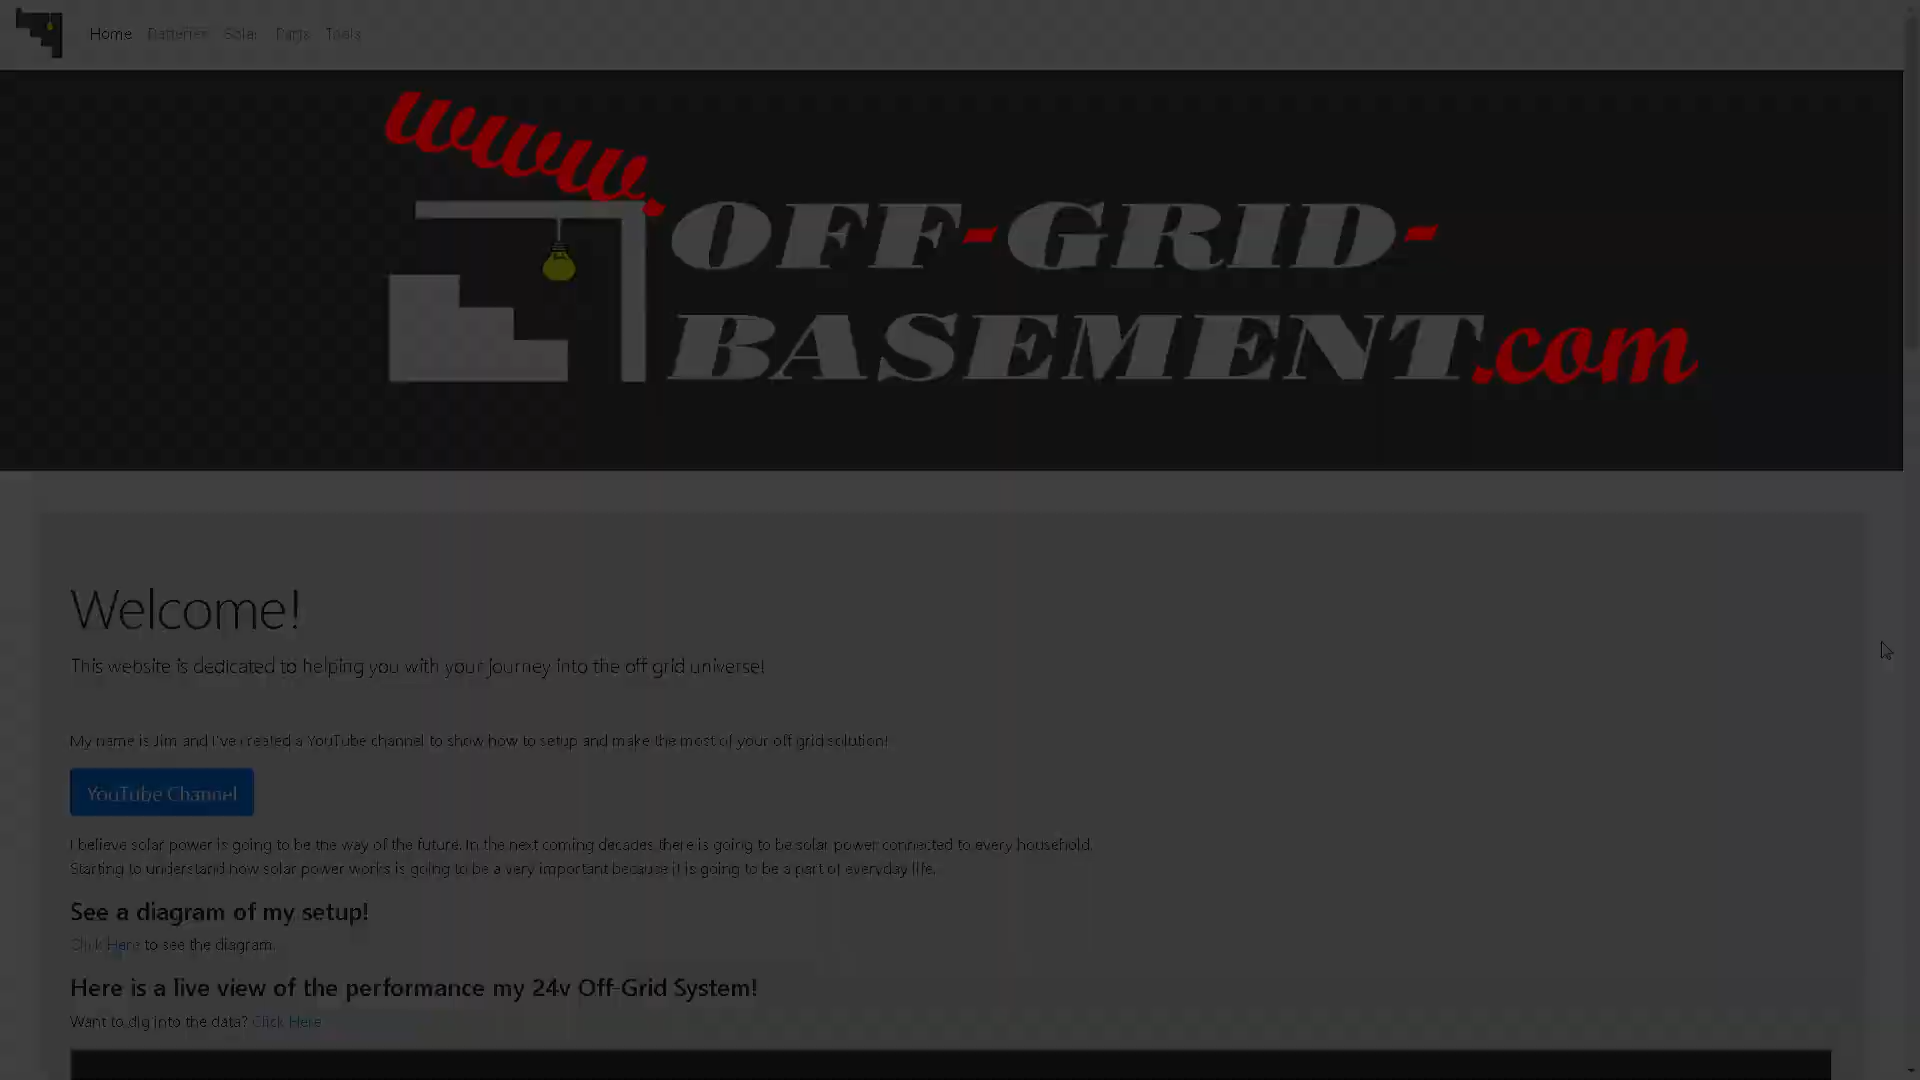 Home Batteries Solar Parts Tools
www.
OFF-GRID-
BASEMENT.com
Welcome!
This website is dedicated to helping you with your journey into the off grid universe!
My name is Jim and I've created a YouTube channel to show how to setup and make the most of your off grid solution!
YouTube Channel
I believe solar power is going to be the way of the future. In the next coming decades there is going to be solar power connected to every household.
Starting to understand how solar power works is going to be a very important because it is going to be a part of everyday life.
See a diagram of my setup!
Click Here to see the diagram.
Here is a live view of the performance my 24v Off-Grid System!
Want to dig into the data? Click Here